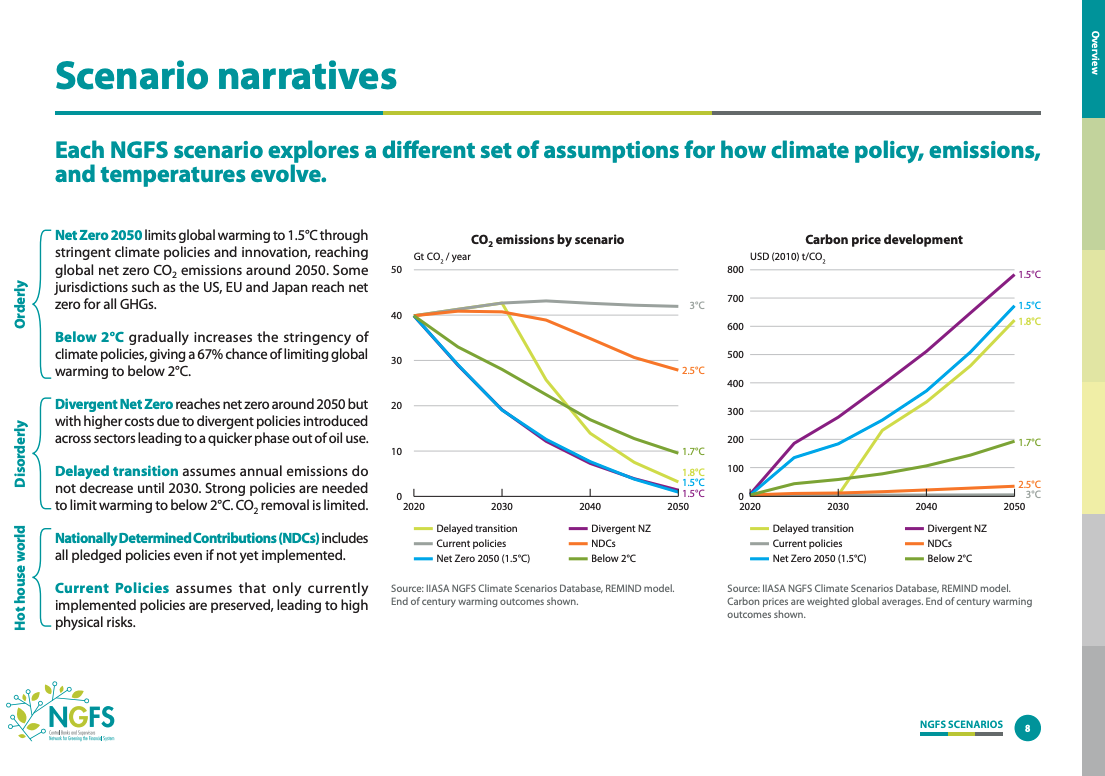 Overview
Scenario narratives
Each NGFS scenario explores a different set of assumptions for how climate policy, emissions,
and temperatures evolve.
Orderly
Net Zero 2050 limits global warming to 1.5°C through
stringent climate policies and innovation, reaching
global net zero CO₂ emissions around 2050. Some
jurisdictions such as the US, EU and Japan reach net
zero for all GHGs.
Below 2°C gradually increases the stringency of
climate policies, giving a 67% chance of limiting global
warming to below 2°C.
Disorderly
Divergent Net Zero reaches net zero around 2050 but
with higher costs due to divergent policies introduced
across sectors leading to a quicker phase out of oil use.
Delayed transition assumes annual emissions do
not decrease until 2030. Strong policies are needed
to limit warming to below 2°C. CO₂ removal is limited.
Hot house world
Nationally Determined Contributions (NDCs) includes
all pledged policies even if not yet implemented.
Current Policies assumes that only currently
implemented policies are preserved, leading to high
physical risks.
CO₂ emissions by scenario
Gt CO₂ / year
50
40
30
20
10
0
2020
2030
2040
2050
3°C
2.5°C
1.7°C
1.8°C
1.5°C
1.5°C
Delayed transition
Divergent NZ
Current policies
NDCs
Net Zero 2050 (1.5°C)
Below 2°C
Source: IIASA NGFS Climate Scenarios Database, REMIND model.
End of century warming outcomes shown.
Carbon price development
USD (2010) t/CO₂
800
700
600
500
400
300
200
100
0
2020
2030
2040
2050
1.5°C
1.5°C
1.8°C
1.7°C
2.5°C
3°C
Delayed transition
Divergent NZ
Current policies
NDCs
Net Zero 2050 (1.5°C)
Below 2°C
Source: IIASA NGFS Climate Scenarios Database, REMIND model.
Carbon prices are weighted global averages. End of century warming
outcomes shown.
NGFS
Central Banks and Supervisors
Network for Greening the Financial System
NGFS SCENARIOS
8